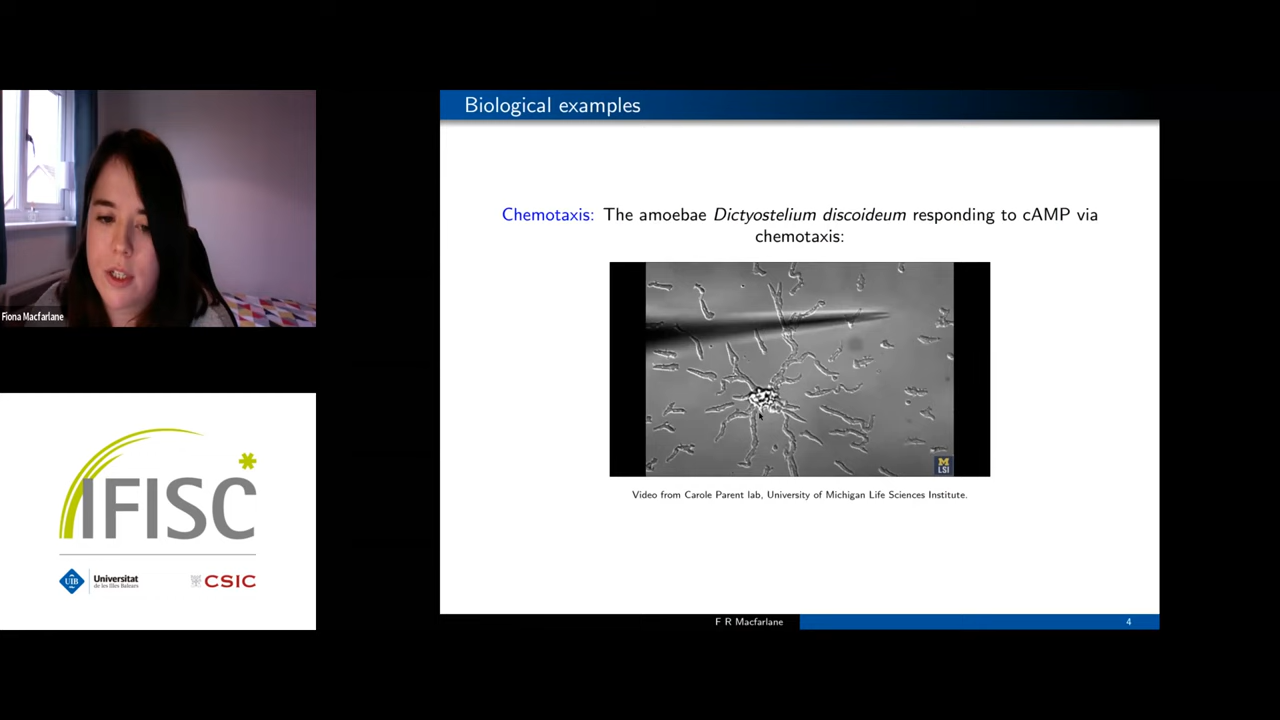 Biological examples
Chemotaxis: The amoebae Dictyostelium discoideum responding to cAMP via
chemotaxis:
M
LSI
Video from Carole Parent lab, University of Michigan Life Sciences Institute.
F R Macfarlane
4
Fiona Macfarlane
IFISC
UIB
Universitat
de les Illes Balears
CSIC